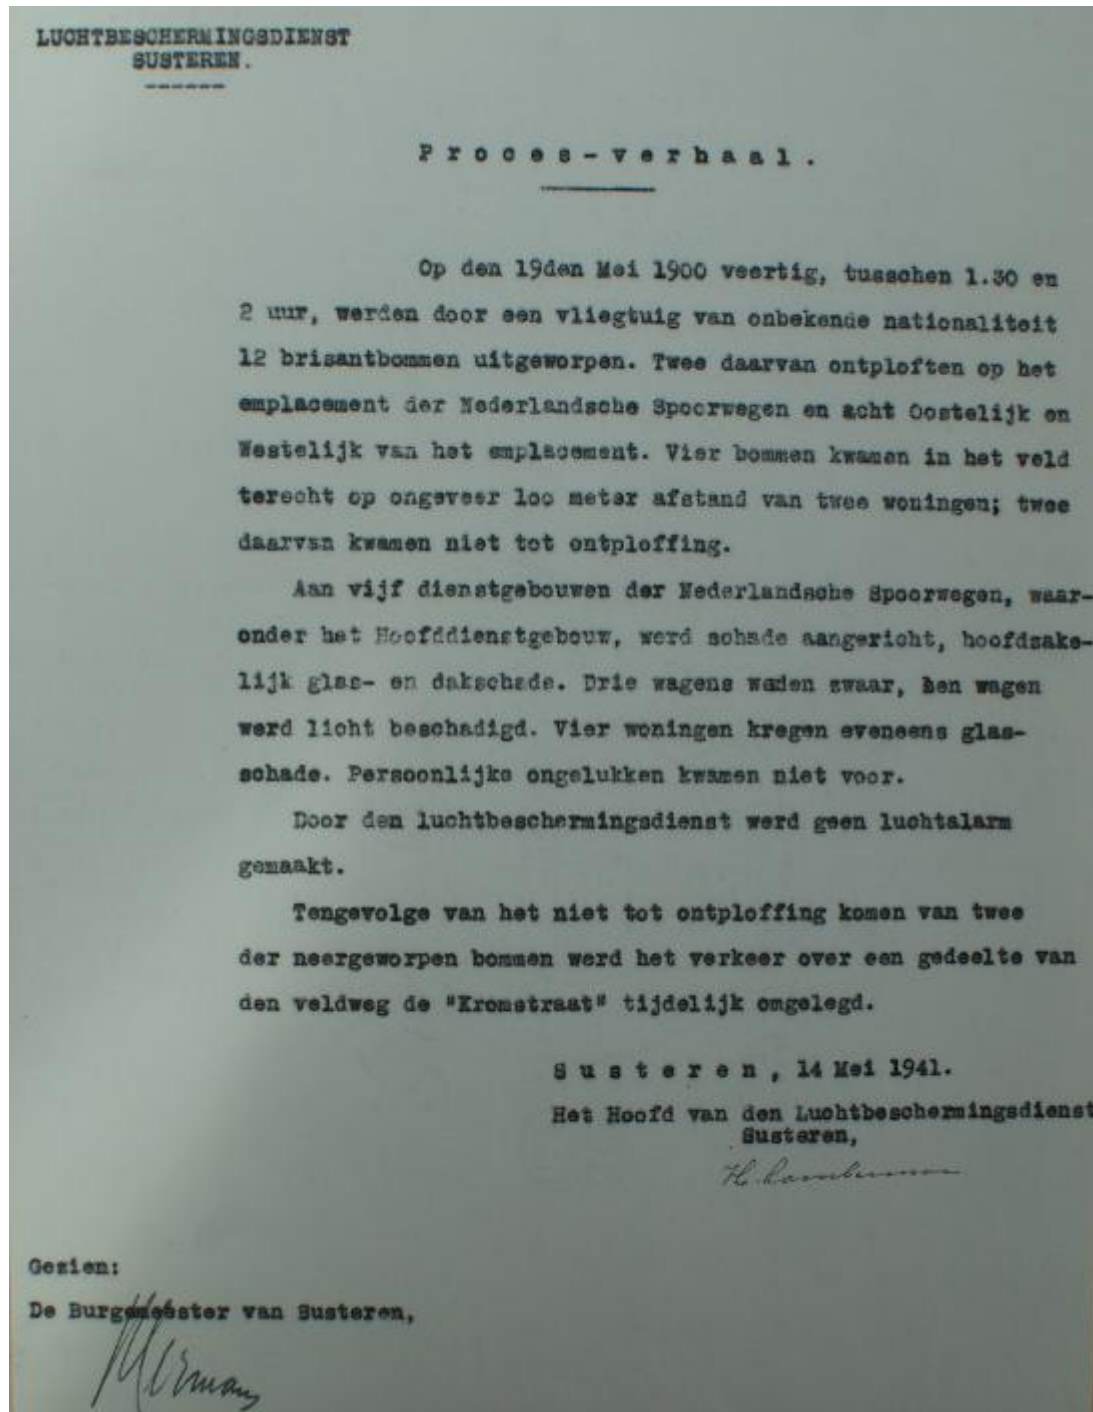 LUCHTBESCHERMINGSDIENST
SUSTEREN.
------
Proces-verhaal.
Op den 19den Mei 1900 veertig, tusschen 1.30 en
2 uur, werden door een vliegtuig van onbekende nationaliteit
12 brisantbommen uitgeworpen. Twee daarvan ontploften op het
emplacement der Nederlandsche Spoorwegen en acht Oostelijk en
Westelijk van het emplacement. Vier bommen kwamen in het veld
terecht op ongeveer loo meter afstand van twee woningen; twee
daarvan kwamen niet tot ontploffing.
Aan vijf dienstgebouwen der Nederlandsche Spoorwegen, waar-
onder het Hoofddienstgebouw, werd schade aangericht, hoofdzake-
lijk glas- en dakschade. Drie wagens weden zwaar, een wagen
werd licht beschadigd. Vier woningen kregen eveneens glas-
schade. Persoonlijke ongelukken kwamen niet voor.
Door den luchtbeschermingsdienst werd geen luchtalarm
gemaakt.
Tengevolge van het niet tot ontploffing komen van twee
der neergeworpen bommen werd het verkeer over een gedeelte van
den veldweg de "Kromstraat" tijdelijk omgelegd.
Susteren, 14 Mei 1941.
Het Hoofd van den Luchtbeschermingsdienst
Susteren,
H.
Gezien:
De Burgemeester van Susteren,